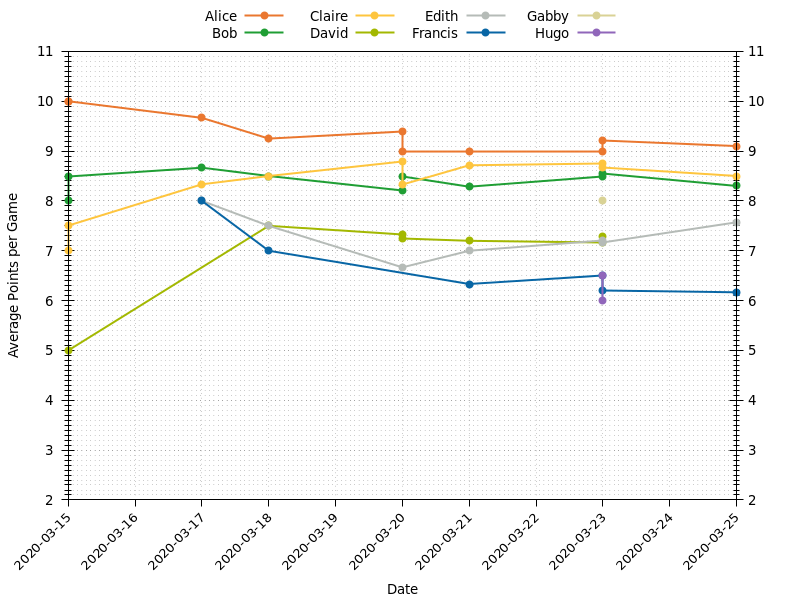 Alice Claire Edith Gabby
Bob David Francis Hugo
11 11
10 10
9 9
8 8
7 7
6 6
5 5
4 4
3 3
2 2
Average Points per Game
2020-03-15 2020-03-16 2020-03-17 2020-03-18 2020-03-19 2020-03-20 2020-03-21 2020-03-22 2020-03-23 2020-03-24 2020-03-25
Date